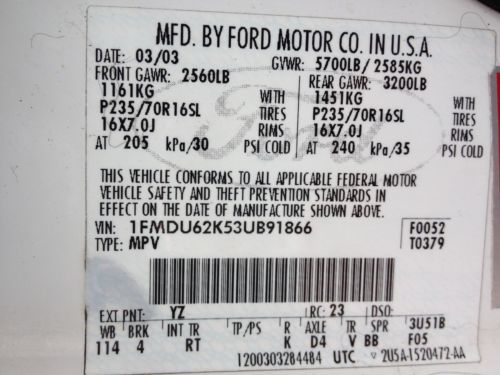 MFD. BY FORD MOTOR CO. IN U.S.A.
DATE: 03/03 GVWR: 5700LB/ 2585KG
FRONT GAWR: 2560LB REAR GAWR: 3200LB
1161KG WITH 1451KG WITH
P235/70R16SL TIRES P235/70R16SL TIRES
16X7.0J RIMS 16X7.0J RIMS
AT 205 kPa/30 PSI COLD AT 240 kPa/35 PSI COLD
Ford
THIS VEHICLE CONFORMS TO ALL APPLICABLE FEDERAL MOTOR
VEHICLE SAFETY AND THEFT PREVENTION STANDARDS IN
EFFECT ON THE DATE OF MANUFACTURE SHOWN ABOVE.
VIN: 1FMDU62K53UB91866 F0052
TYPE: MPV T0379
EXT PNT: YZ RC: 23 DSO:
WB BRK INT TR TP/PS R AXLE TR SPR 3U51B
114 4 RT K D4 V BB F05
1200303284484 UTC 2U5A-1520472-AA